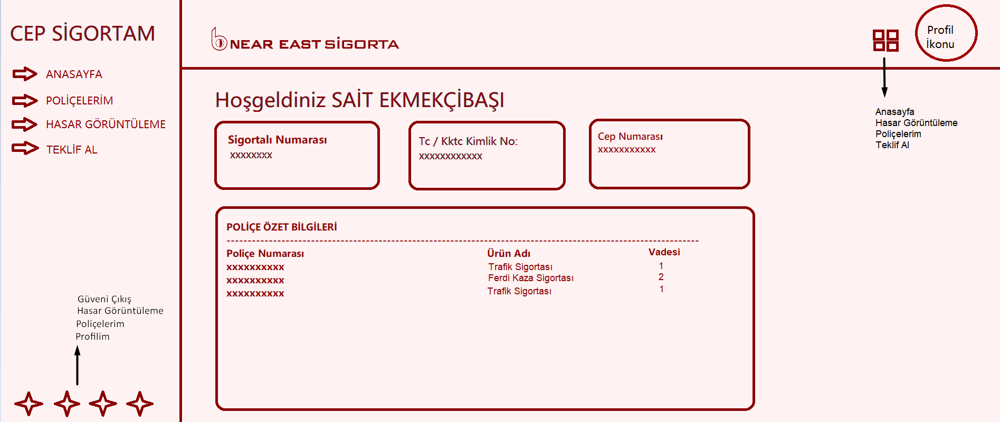 CEP SİGORTAM
ANASAYFA
POLİÇELERİM
HASAR GÖRÜNTÜLEME
TEKLİF AL
Güveni Çıkış
Hasar Görüntüleme
Poliçelerim
Profilim
NEAR EAST SİGORTA
Profil
İkonu
Anasayfa
Hasar Görüntüleme
Poliçelerim
Teklif Al
Hoşgeldiniz SAİT EKMEKÇİBAŞI
Sigortalı Numarası
xxxxxxxx
Tc / Kktc Kimlik No:
xxxxxxxxxxxx
Cep Numarası
xxxxxxxxxxx
POLİÇE ÖZET BİLGİLERİ
Poliçe Numarası Ürün Adı Vadesi
xxxxxxxxxx Trafik Sigortası 1
xxxxxxxxxx Ferdi Kaza Sigortası 2
xxxxxxxxxx Trafik Sigortası 1